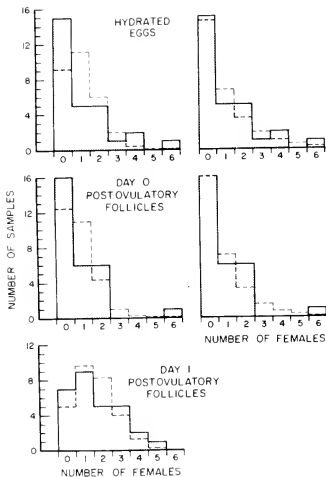 16
12
8
4
0
HYDRATED
EGGS
0 1 2 3 4 5 6
0 1 2 3 4 5 6
NUMBER OF SAMPLES
16
12
8
4
0
DAY 0
POSTOVULATORY
FOLLICLES
0 1 2 3 4 5 6
0 1 2 3 4 5 6
NUMBER OF FEMALES
12
8
4
DAY 1
POSTOVULATORY
FOLLICLES
0 1 2 3 4 5 6
NUMBER OF FEMALES